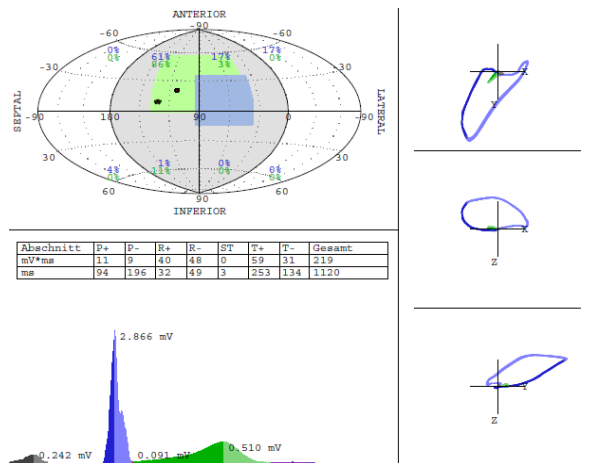 ANTERIOR
-90
-60 -60
0% 61% 17% 17%
0% 86% 3% 0%
-30 -30
SEPTAL -90 180 90 0 -90 LATERAL
30 30
4% 1% 0% 0%
0% 11% 0% 0%
60 90 60
INFERIOR
Abschnitt P+ P- R+ R- ST T+ T- Gesamt
mV*ms 11 9 40 48 0 59 31 219
ms 94 196 32 49 3 253 134 1120
2.866 mV
0.242 mV 0.091 mV 0.510 mV
X
Y
X
Z
Y
Z